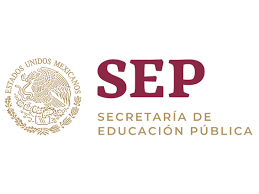 ESTADOS UNIDOS MEXICANOS
SEP
SECRETARÍA DE
EDUCACIÓN PÚBLICA